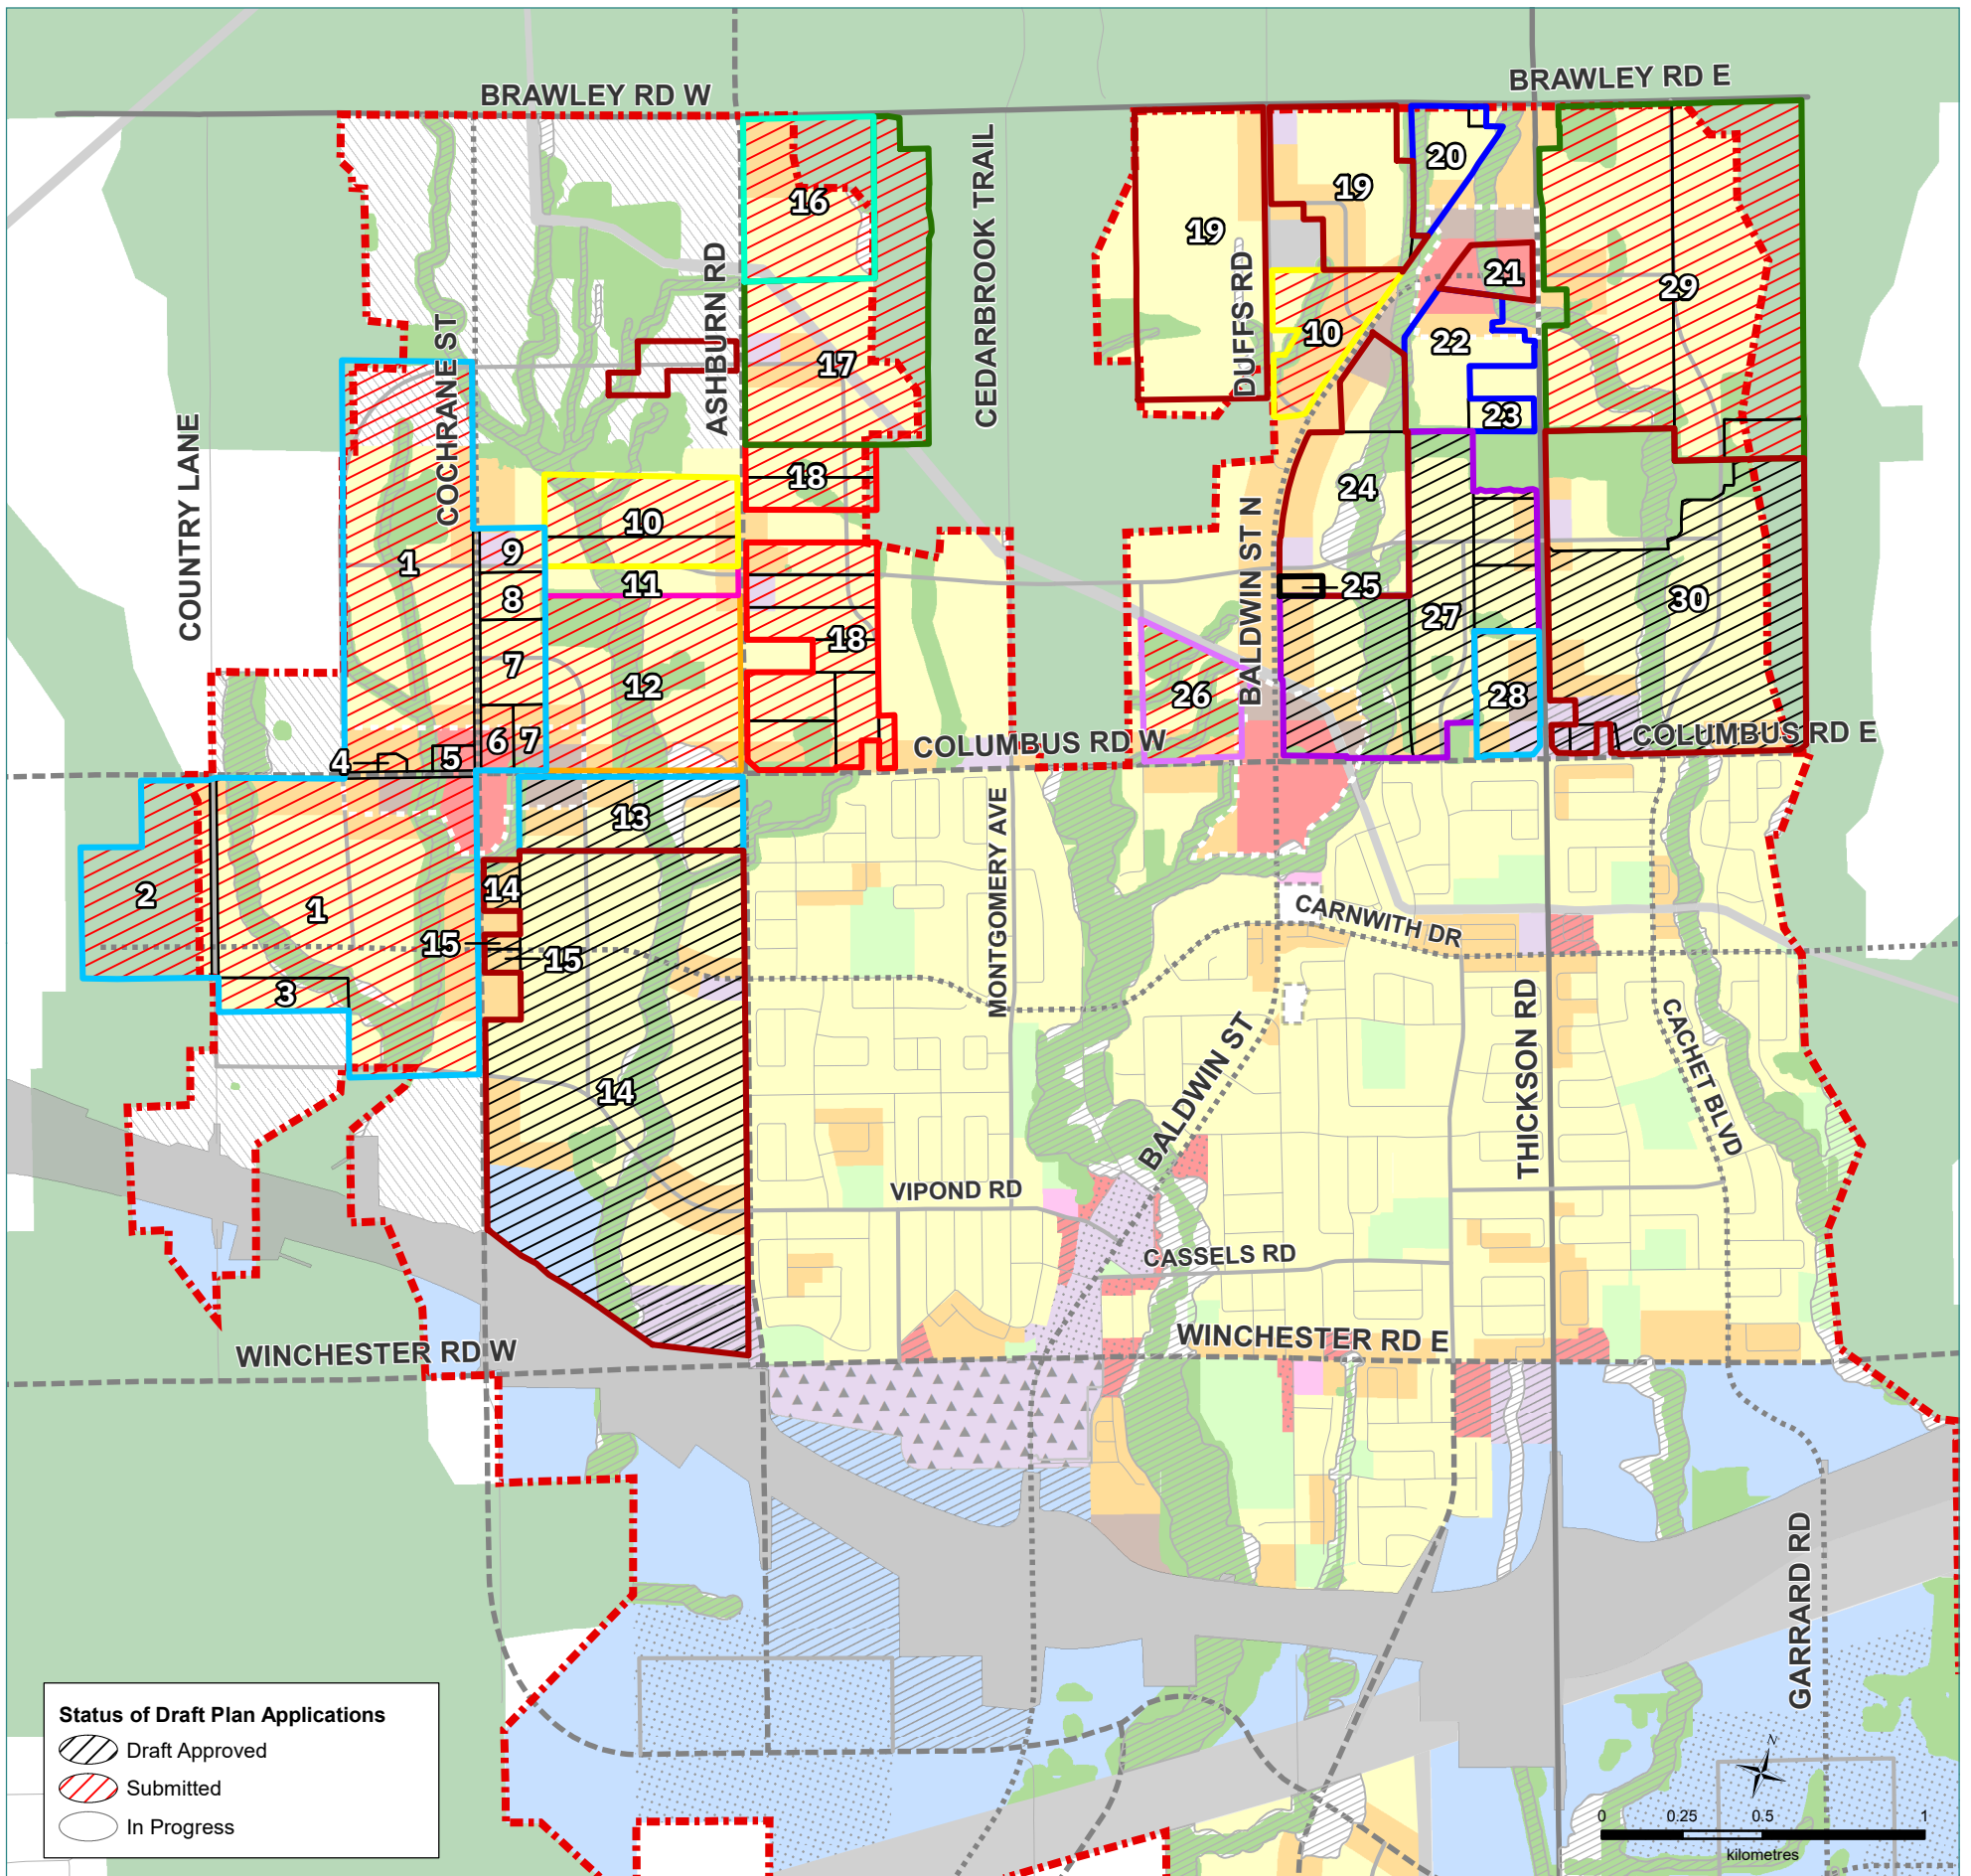 BRAWLEY RD W
BRAWLEY RD E
COUNTRY LANE
COCHRANE ST
ASHBURN RD
CEDARBROOK TRAIL
DUFFS RD
BALDWIN ST N
16
17
18
18
19
19
20
21
22
23
10
29
1
9
8
7
6
7
5
4
10
11
12
24
25
26
27
28
30
COLUMBUS RD W
COLUMBUS RD E
2
1
3
13
14
15
15
14
MONTGOMERY AVE
CARNWITH DR
BALDWIN ST
THICKSON RD
CACHET BLVD
VIPOND RD
CASSELS RD
WINCHESTER RD W
WINCHESTER RD E
GARRARD RD
Status of Draft Plan Applications
Draft Approved
Submitted
In Progress
N
0 0.25 0.5 1
kilometres